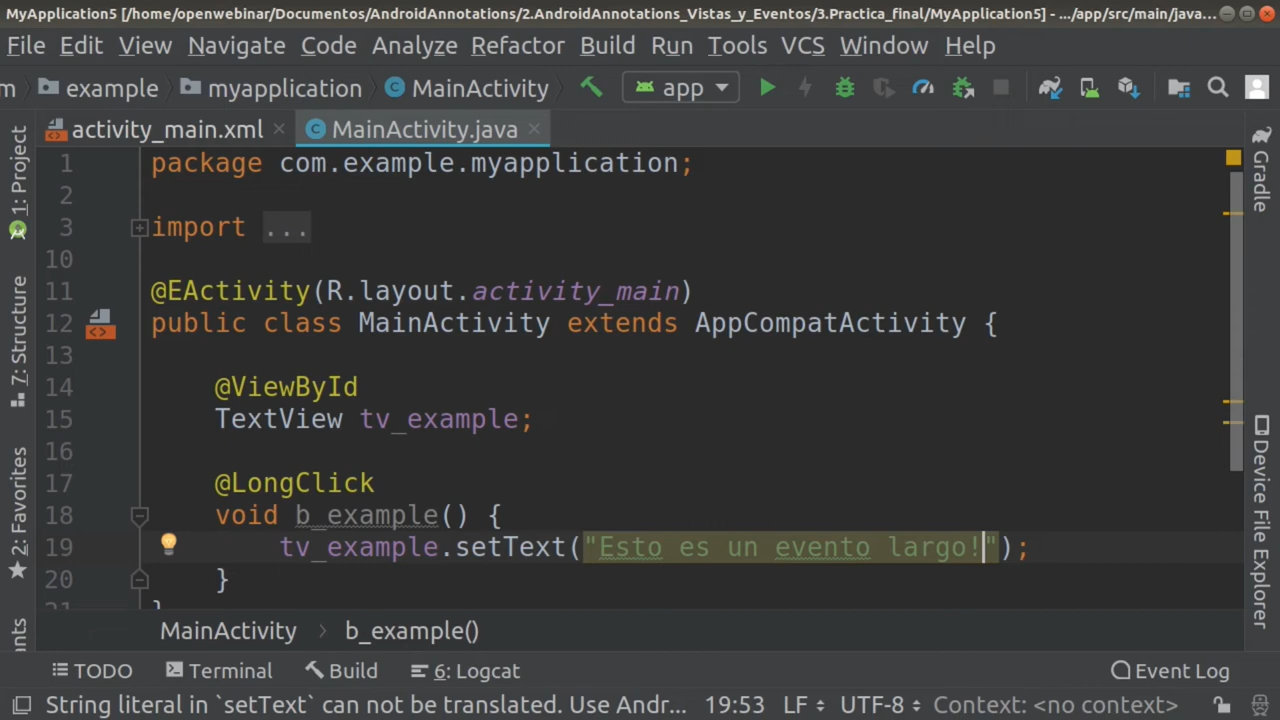 MyApplication5 [/home/openwebinar/Documentos/AndroidAnnotations/2.AndroidAnnotations_Vistas_y_Eventos/3.Practica_final/MyApplication5] - .../app/src/main/java...
File Edit View Navigate Code Analyze Refactor Build Run Tools VCS Window Help
m example myapplication MainActivity app
activity_main.xml MainActivity.java
1 package com.example.myapplication;
2
3 import ...
10
11 @EActivity(R.layout.activity_main)
12 public class MainActivity extends AppCompatActivity {
13
14 @ViewById
15 TextView tv_example;
16
17 @LongClick
18 void b_example() {
19 tv_example.setText("Esto es un evento largo!");
20 }
21 }
MainActivity > b_example()
1: Project
7: Structure
2: Favorites
ants
Gradle
Device File Explorer
TODO Terminal Build 6: Logcat Event Log
String literal in `setText` can not be translated. Use Andr... 19:53 LF UTF-8 Context: <no context>